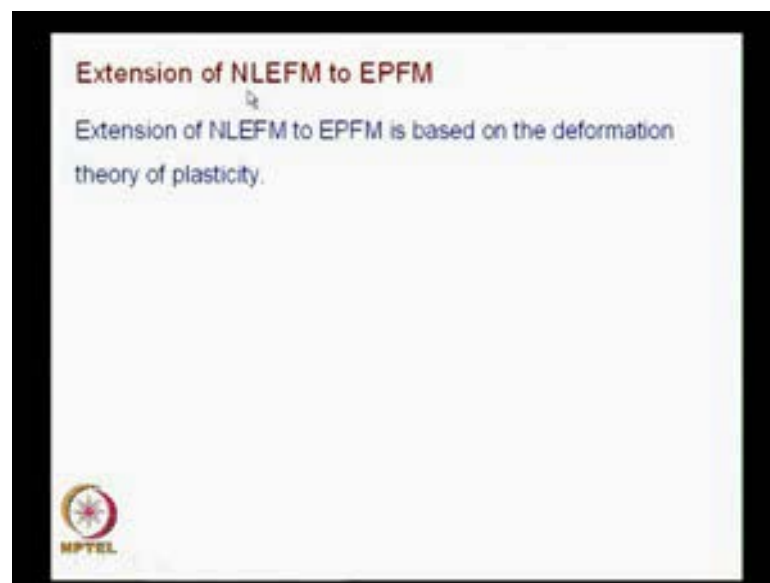 Extension of NLEFM to EPFM
Extension of NLEFM to EPFM is based on the deformation
theory of plasticity.
NPTEL